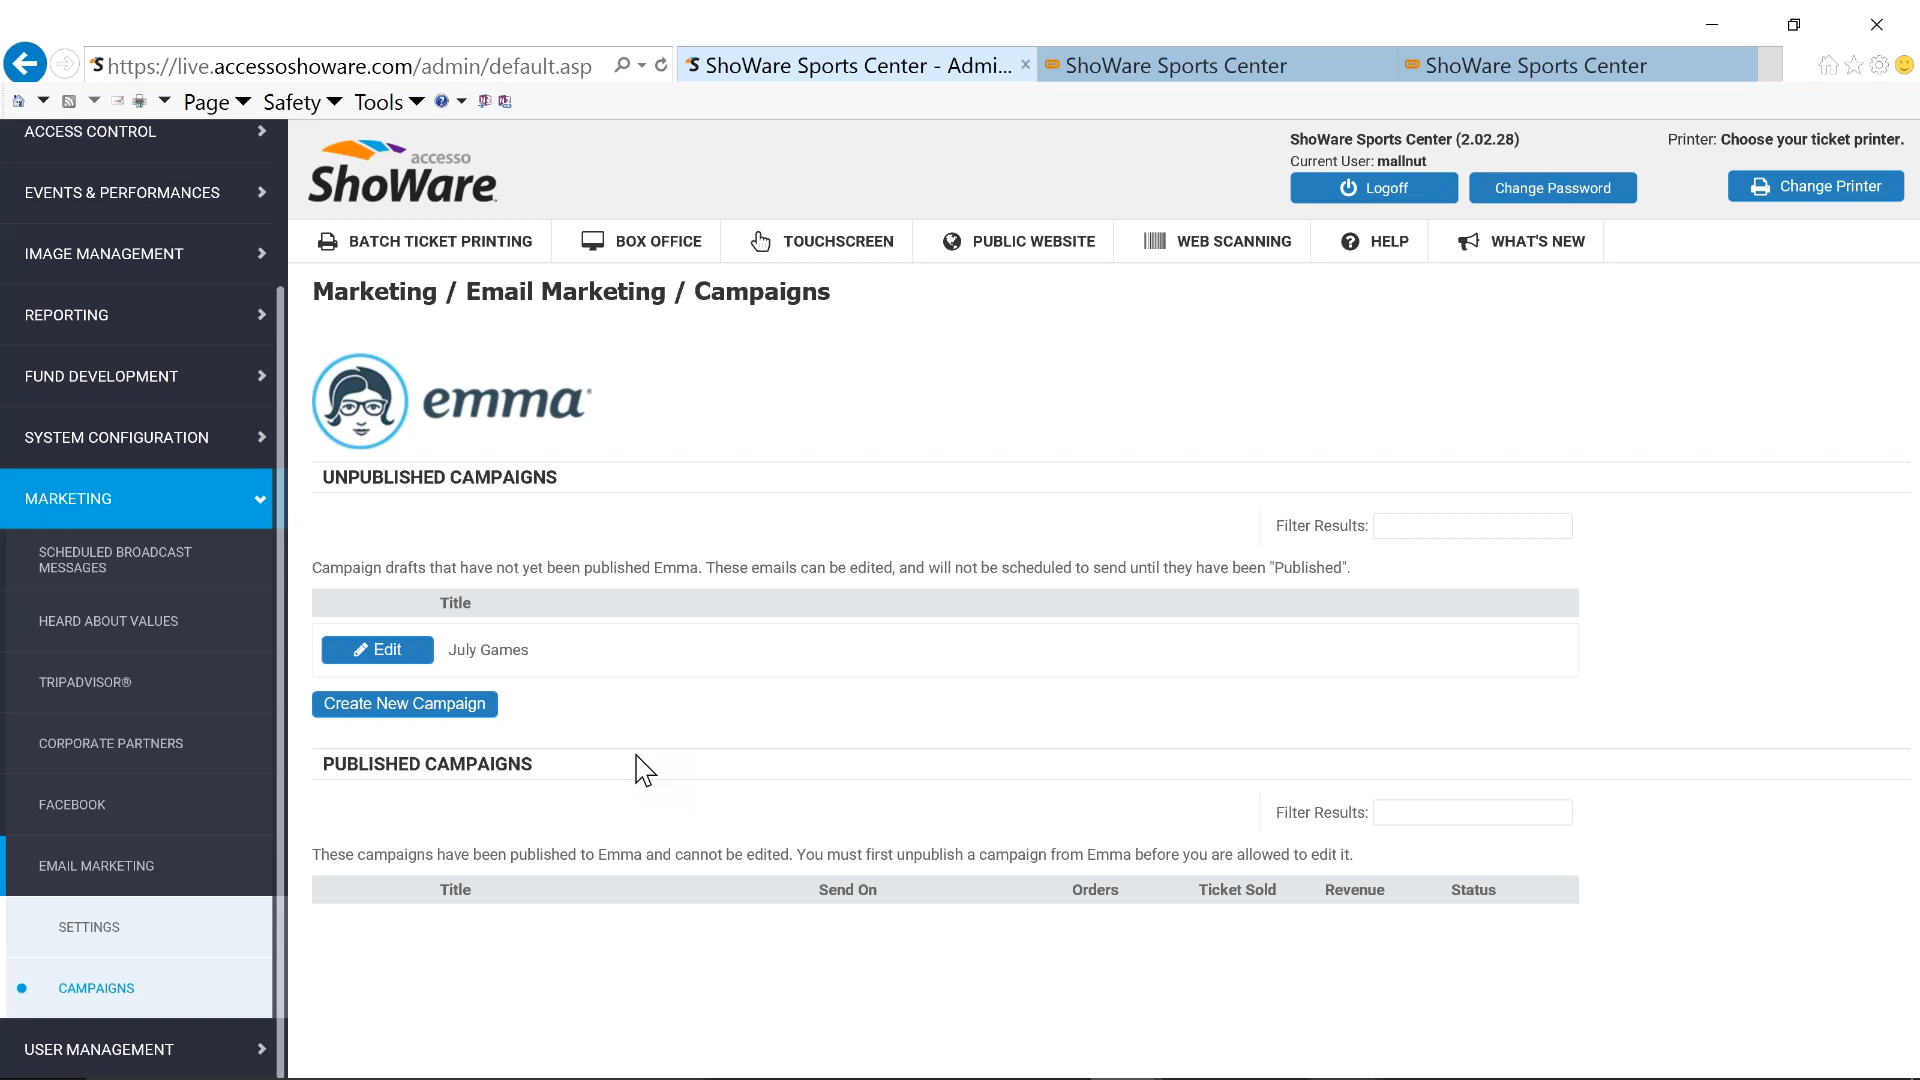 https://live.accessoshoware.com/admin/default.asp
ShoWare Sports Center - Admi...
ShoWare Sports Center
ShoWare Sports Center
Page
Safety
Tools
ACCESS CONTROL
EVENTS & PERFORMANCES
IMAGE MANAGEMENT
REPORTING
FUND DEVELOPMENT
SYSTEM CONFIGURATION
MARKETING
SCHEDULED BROADCAST
MESSAGES
HEARD ABOUT VALUES
TRIPADVISOR®
CORPORATE PARTNERS
FACEBOOK
EMAIL MARKETING
SETTINGS
CAMPAIGNS
USER MANAGEMENT
accesso
ShoWare
ShoWare Sports Center (2.02.28)
Current User: mallnut
Logoff
Change Password
Printer: Choose your ticket printer.
Change Printer
BATCH TICKET PRINTING
BOX OFFICE
TOUCHSCREEN
PUBLIC WEBSITE
WEB SCANNING
HELP
WHAT'S NEW
Marketing / Email Marketing / Campaigns
emma
UNPUBLISHED CAMPAIGNS
Filter Results:
Campaign drafts that have not yet been published Emma. These emails can be edited, and will not be scheduled to send until they have been "Published".
Title
Edit
July Games
Create New Campaign
PUBLISHED CAMPAIGNS
Filter Results:
These campaigns have been published to Emma and cannot be edited. You must first unpublish a campaign from Emma before you are allowed to edit it.
Title
Send On
Orders
Ticket Sold
Revenue
Status